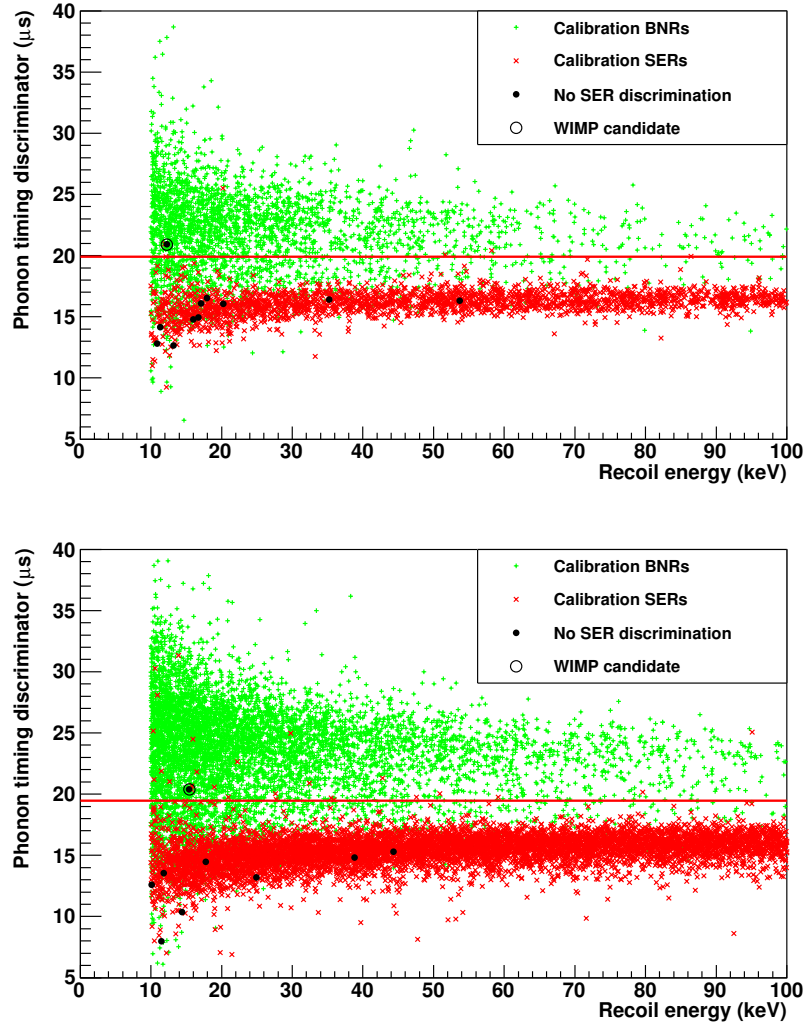 40
35
30
25
20
15
10
5
Phonon timing discriminator (μs)
Calibration BNRs
Calibration SERs
No SER discrimination
WIMP candidate
0 10 20 30 40 50 60 70 80 90 100
Recoil energy (keV)
40
35
30
25
20
15
10
5
Phonon timing discriminator (μs)
Calibration BNRs
Calibration SERs
No SER discrimination
WIMP candidate
0 10 20 30 40 50 60 70 80 90 100
Recoil energy (keV)